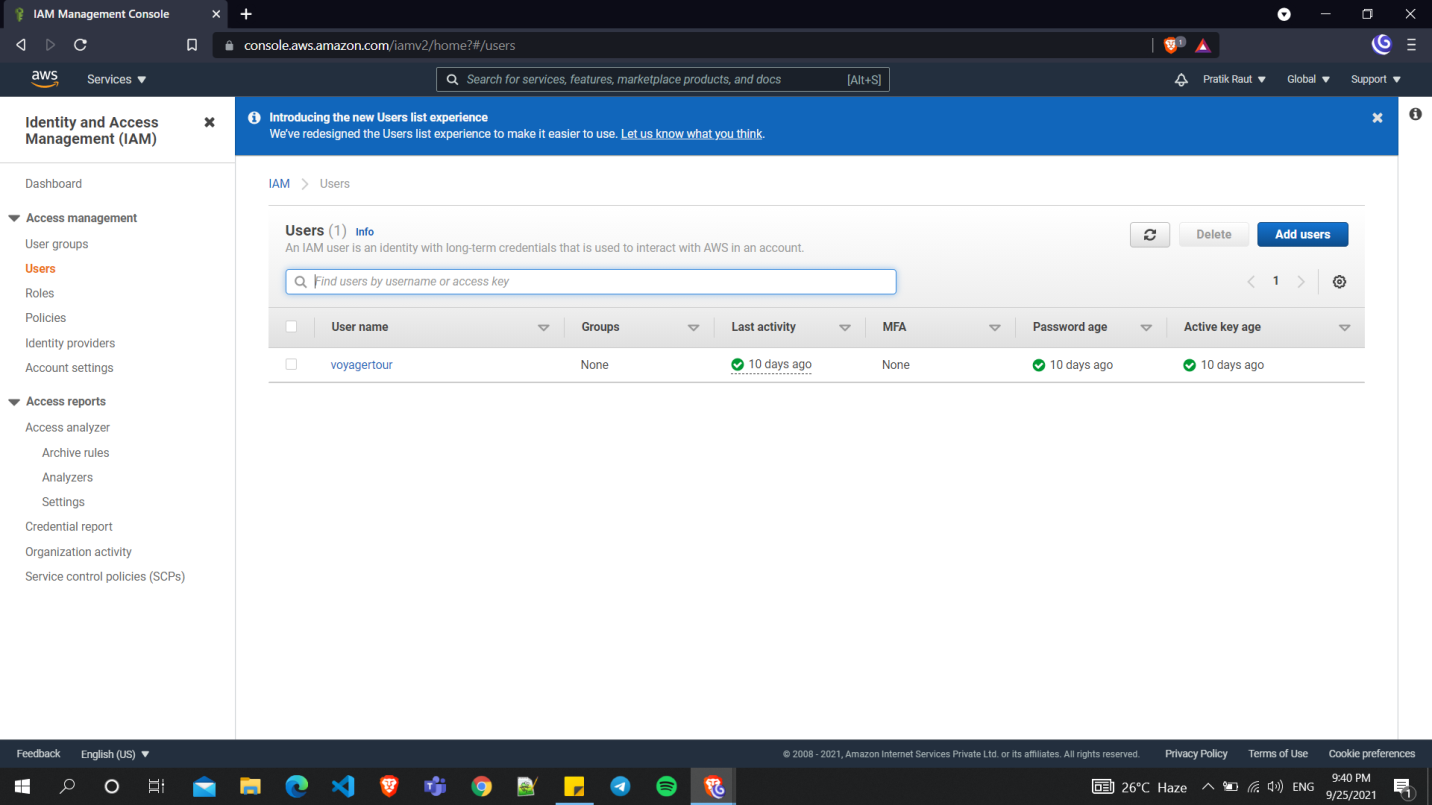 IAM Management Console
console.aws.amazon.com/iamv2/home?#/users
1
aws
Services
Search for services, features, marketplace products, and docs [Alt+S]
Pratik Raut
Global
Support
Identity and Access
Management (IAM)
Dashboard
Access management
User groups
Users
Roles
Policies
Identity providers
Account settings
Access reports
Access analyzer
Archive rules
Analyzers
Settings
Credential report
Organization activity
Service control policies (SCPs)
Introducing the new Users list experience
We've redesigned the Users list experience to make it easier to use. Let us know what you think.
IAM > Users
Users (1) Info
An IAM user is an identity with long-term credentials that is used to interact with AWS in an account.
Delete
Add users
Find users by username or access key
1
User name Groups Last activity MFA Password age Active key age
voyagertour None 10 days ago None 10 days ago 10 days ago
Feedback English (US)
© 2008 - 2021, Amazon Internet Services Private Ltd. or its affiliates. All rights reserved. Privacy Policy Terms of Use Cookie preferences
26°C Haze
ENG
9:40 PM
9/25/2021
1